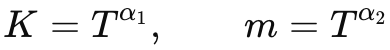 K = T^{α_1},    m = T^{α_2}